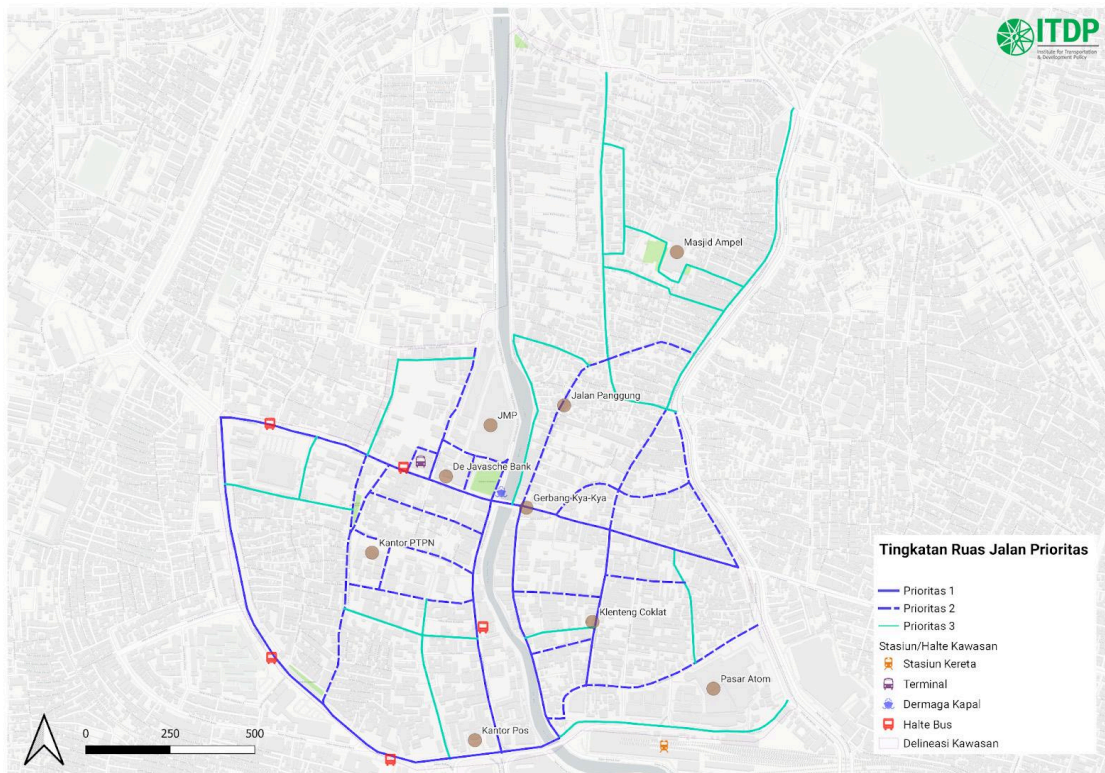 ITDP
Institute for Transportation
& Development Policy
Masjid Ampel
Jalan Panggung
JMP
De Javasche Bank
Gerbang-Kya-Kya
Kantor PTPN
Klenteng Coklat
Pasar Atom
Kantor Pos
0 250 500
Tingkatan Ruas Jalan Prioritas
Prioritas 1
Prioritas 2
Prioritas 3
Stasiun/Halte Kawasan
Stasiun Kereta
Terminal
Dermaga Kapal
Halte Bus
Delineasi Kawasan